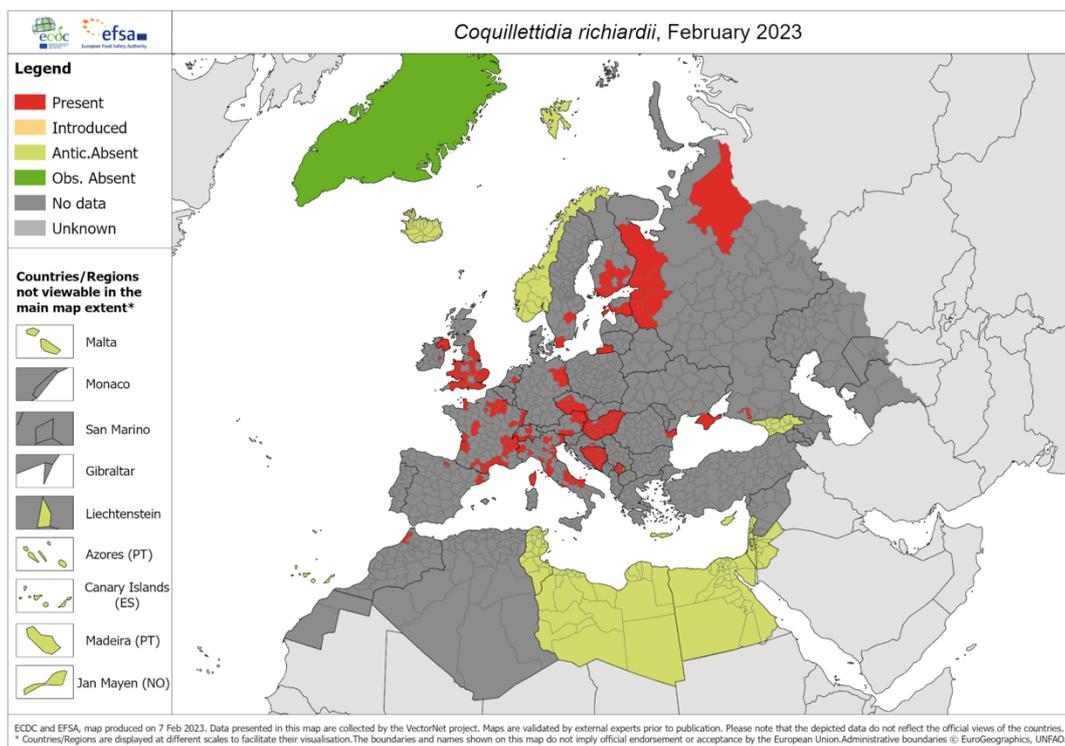 ecdc
efsa
European Food Safety Authority
Coquillettidia richiardii, February 2023
Legend
Present
Introduced
Antic.Absent
Obs. Absent
No data
Unknown
Countries/Regions
not viewable in the
main map extent*
Malta
Monaco
San Marino
Gibraltar
Liechtenstein
Azores (PT)
Canary Islands
(ES)
Madeira (PT)
Jan Mayen (NO)
ECDC and EFSA, map produced on 7 Feb 2023. Data presented in this map are collected by the VectorNet project. Maps are validated by external experts prior to publication. Please note that the depicted data do not reflect the official views of the countries.
* Countries/Regions are displayed at different scales to facilitate their visualisation.The boundaries and names shown on this map do not imply official endorsement or acceptance by the European Union.Administrative boundaries © EuroGeographics, UNFAO.